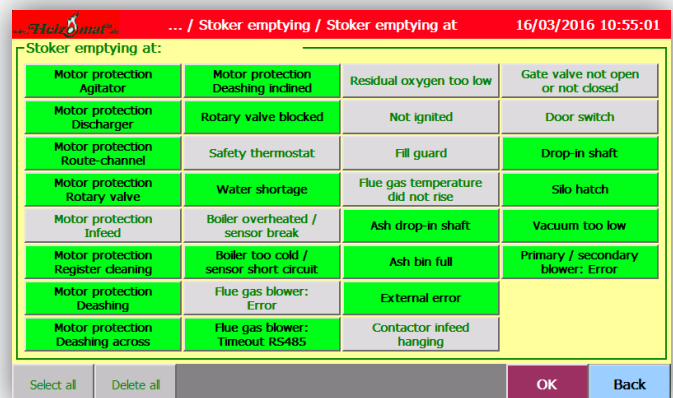 Heizomat
... / Stoker emptying / Stoker emptying at
16/03/2016 10:55:01
Stoker emptying at:
Motor protection
Agitator
Motor protection
Deashing inclined
Residual oxygen too low
Gate valve not open
or not closed
Motor protection
Discharger
Rotary valve blocked
Not ignited
Door switch
Motor protection
Route-channel
Safety thermostat
Fill guard
Drop-in shaft
Motor protection
Rotary valve
Water shortage
Flue gas temperature
did not rise
Silo hatch
Motor protection
Infeed
Boiler overheated /
sensor break
Ash drop-in shaft
Vacuum too low
Motor protection
Register cleaning
Boiler too cold /
sensor short circuit
Ash bin full
Primary / secondary
blower: Error
Motor protection
Deashing
Flue gas blower:
Error
External error
Motor protection
Deashing across
Flue gas blower:
Timeout RS485
Contactor infeed
hanging
Select all
Delete all
OK
Back